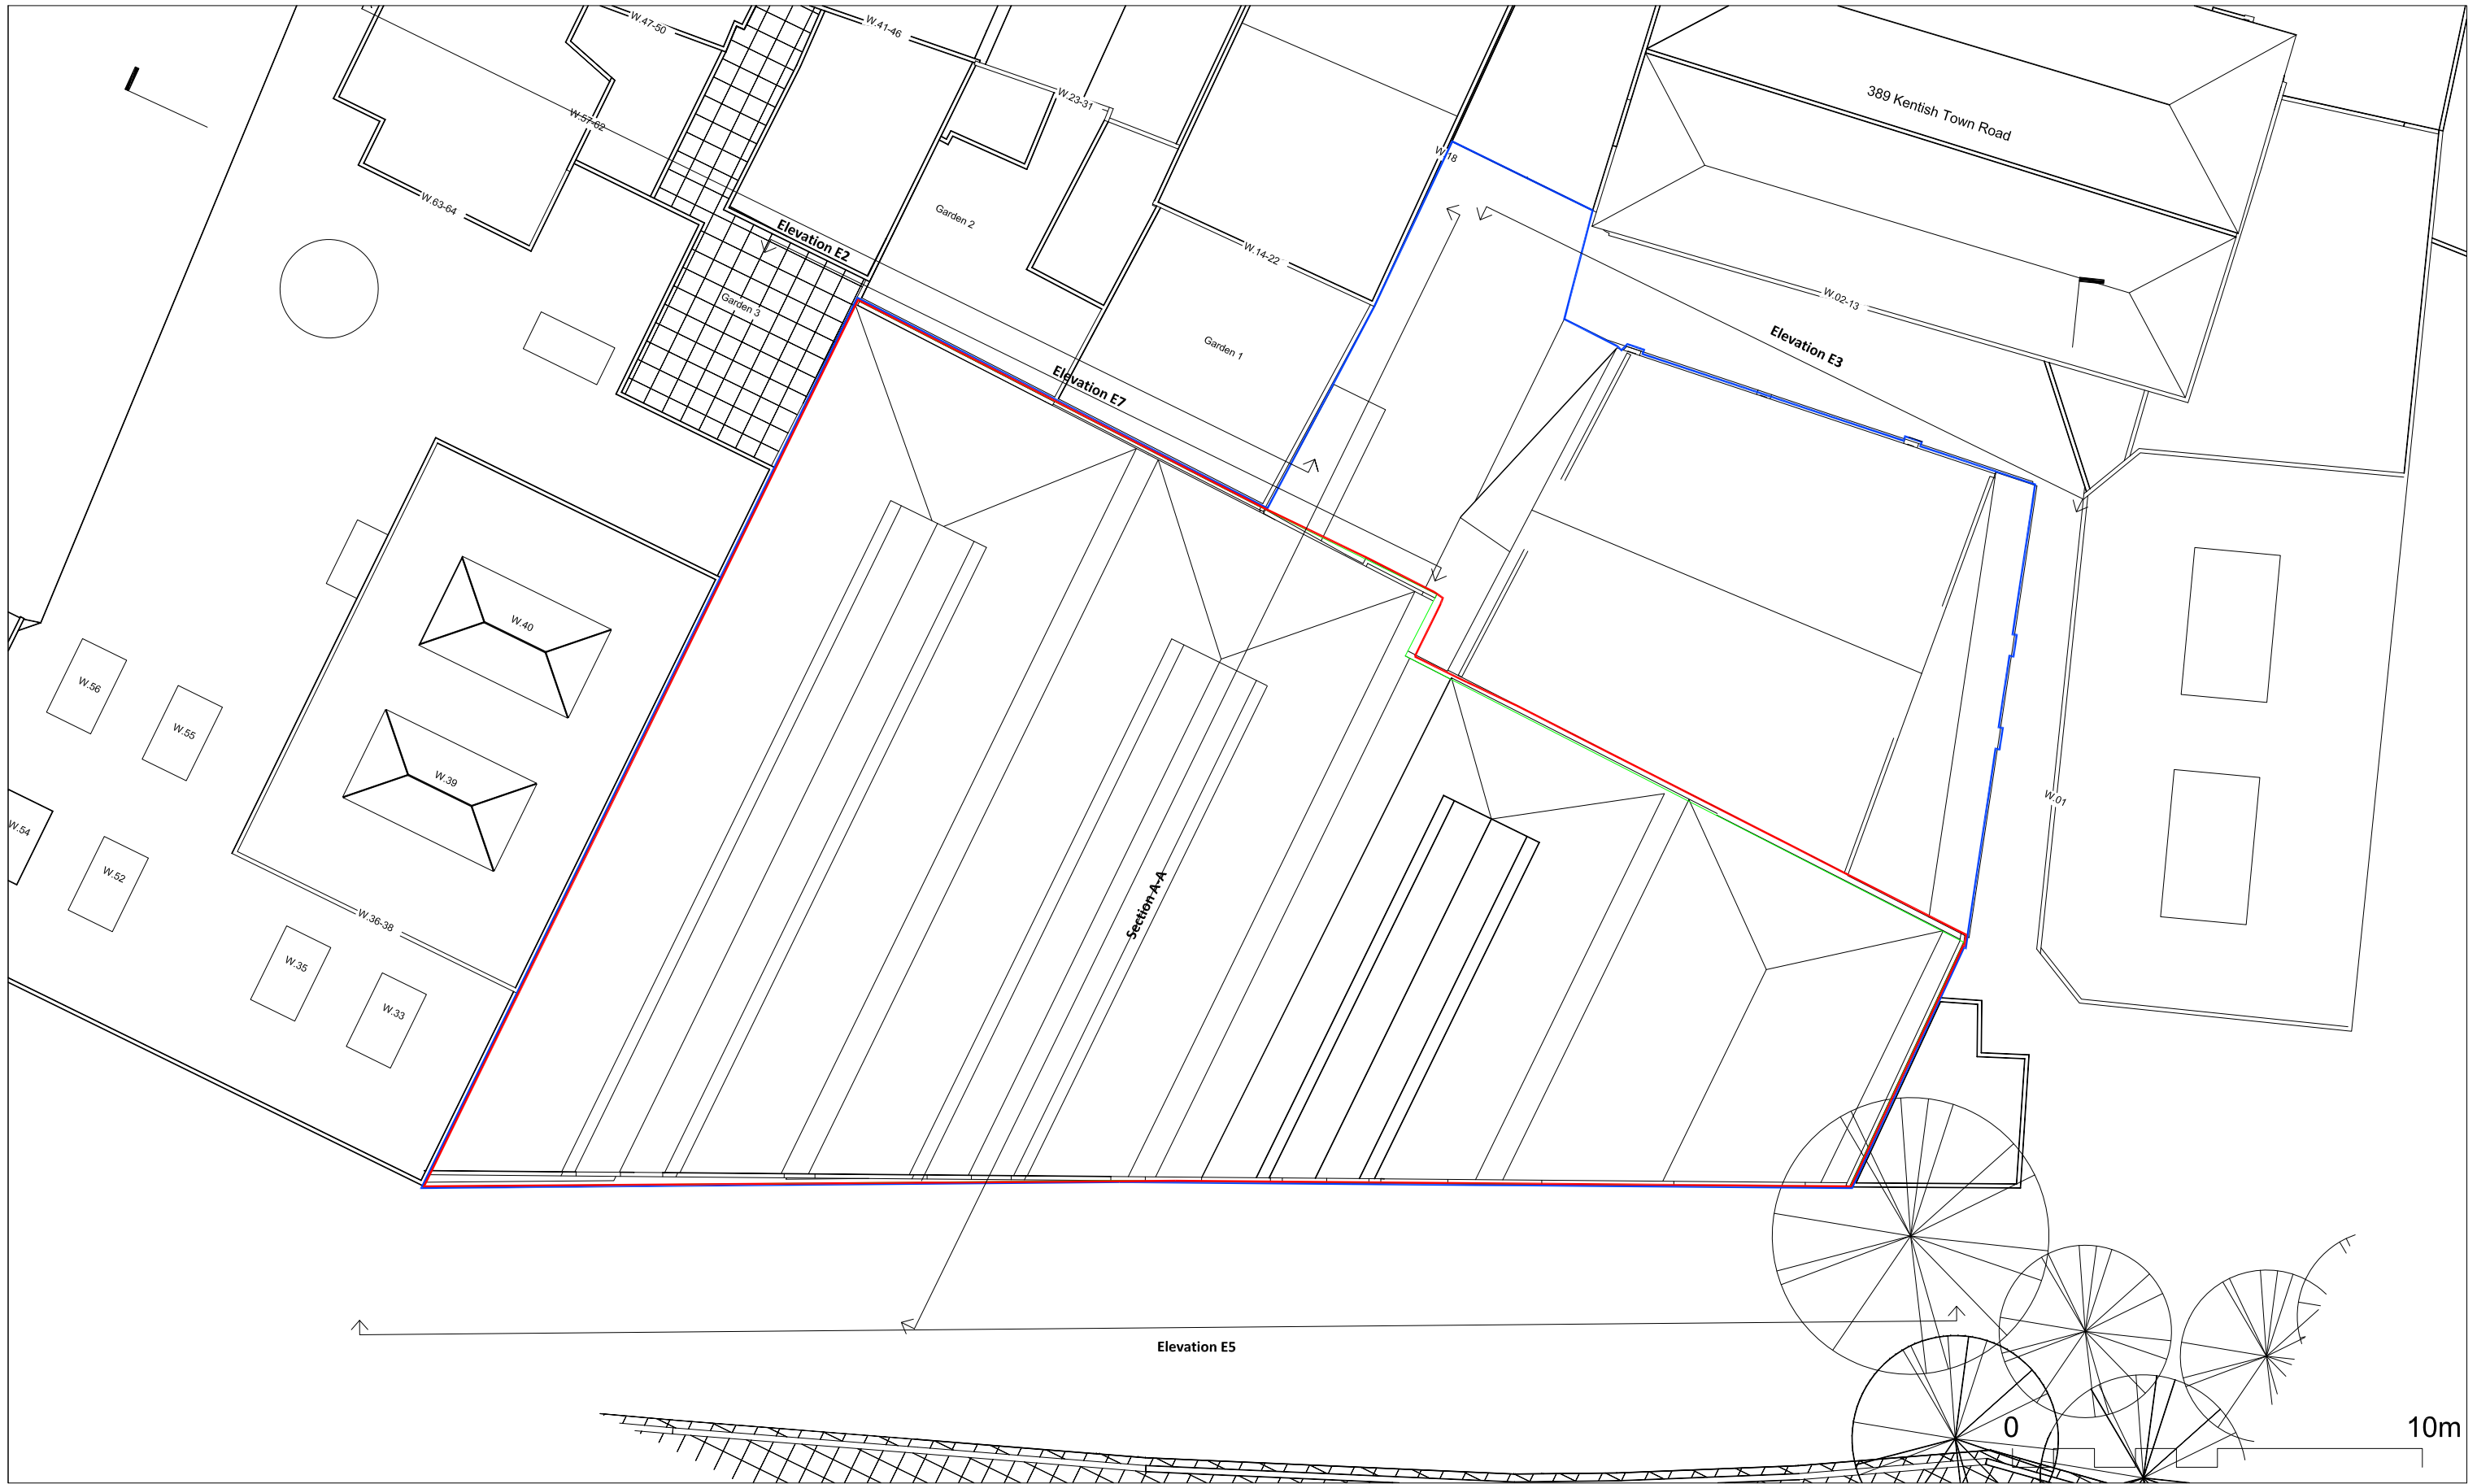 W.47-50
W.41-46
W.23-31
389 Kentish Town Road
W.57-62
W.18
W.63-64
Garden 2
Elevation E2
W.14-22
Garden 3
W.02-13
Elevation E3
Garden 1
Elevation E7
W.40
W.56
W.55
W.39
W.01
W.54
W.52
Section A-A
W.36-38
W.35
W.33
Elevation E5
0
10m